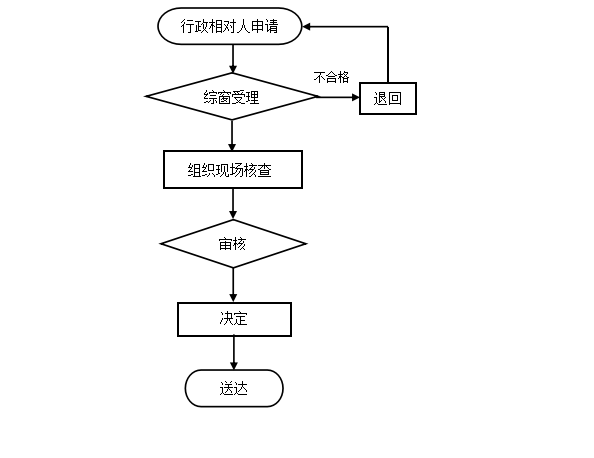 行政相对人申请
不合格
综窗受理
退回
组织现场核查
审核
决定
送达